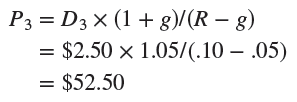 P₃ = D₃ × (1 + g)/(R − g)
= $2.50 × 1.05/(.10 − .05)
= $52.50